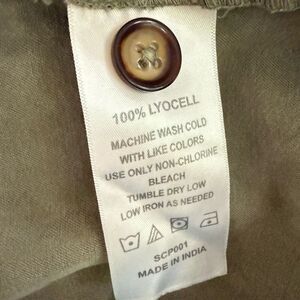 100% LYOCELL
MACHINE WASH COLD
WITH LIKE COLORS
USE ONLY NON-CHLORINE
BLEACH
TUMBLE DRY LOW
LOW IRON AS NEEDED
SCP001
MADE IN INDIA